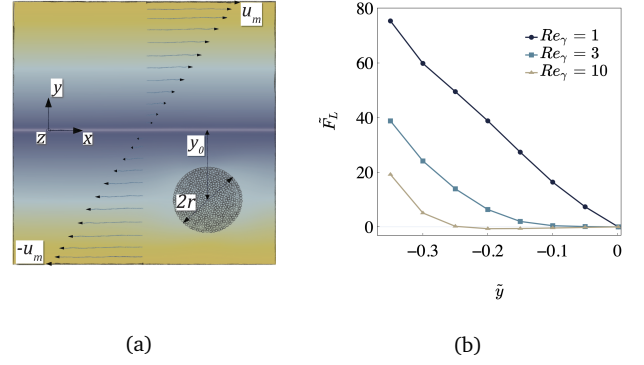 u_m
y
z
x
y_0
2r
-u_m
(a)
80
60
40
20
0
F̃_L
Re_γ = 1
Re_γ = 3
Re_γ = 10
−0.3
−0.2
−0.1
0
ỹ
(b)